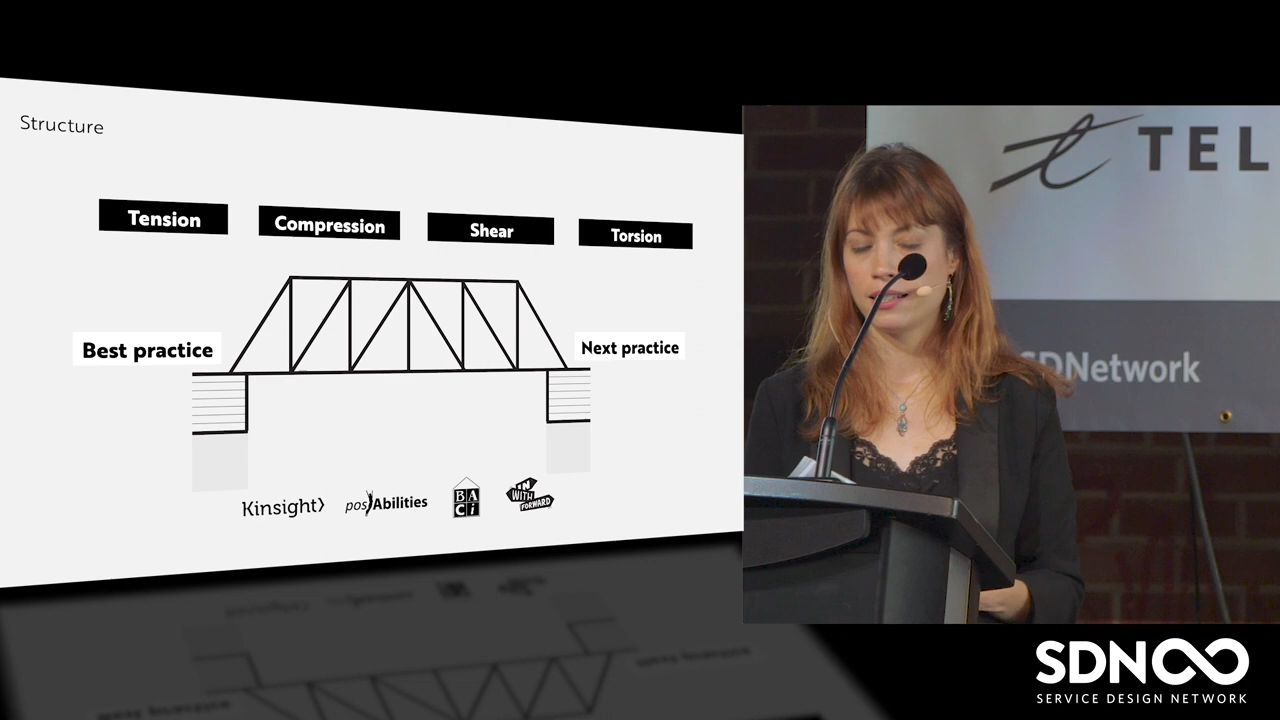 Structure
Tension
Compression
Shear
Torsion
Best practice
Next practice
Kinsight
posAbilities
BACi
IN
WITH
FORWARD
TEL
SDNetwork
SDN
SERVICE DESIGN NETWORK